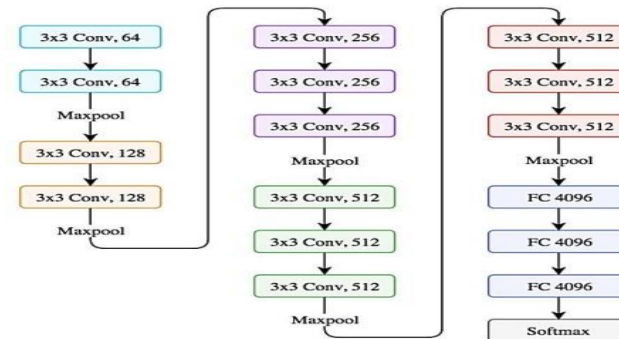 3x3 Conv, 64
3x3 Conv, 64
Maxpool
3x3 Conv, 128
3x3 Conv, 128
Maxpool
3x3 Conv, 256
3x3 Conv, 256
3x3 Conv, 256
Maxpool
3x3 Conv, 512
3x3 Conv, 512
3x3 Conv, 512
Maxpool
3x3 Conv, 512
3x3 Conv, 512
3x3 Conv, 512
Maxpool
FC 4096
FC 4096
FC 4096
Softmax